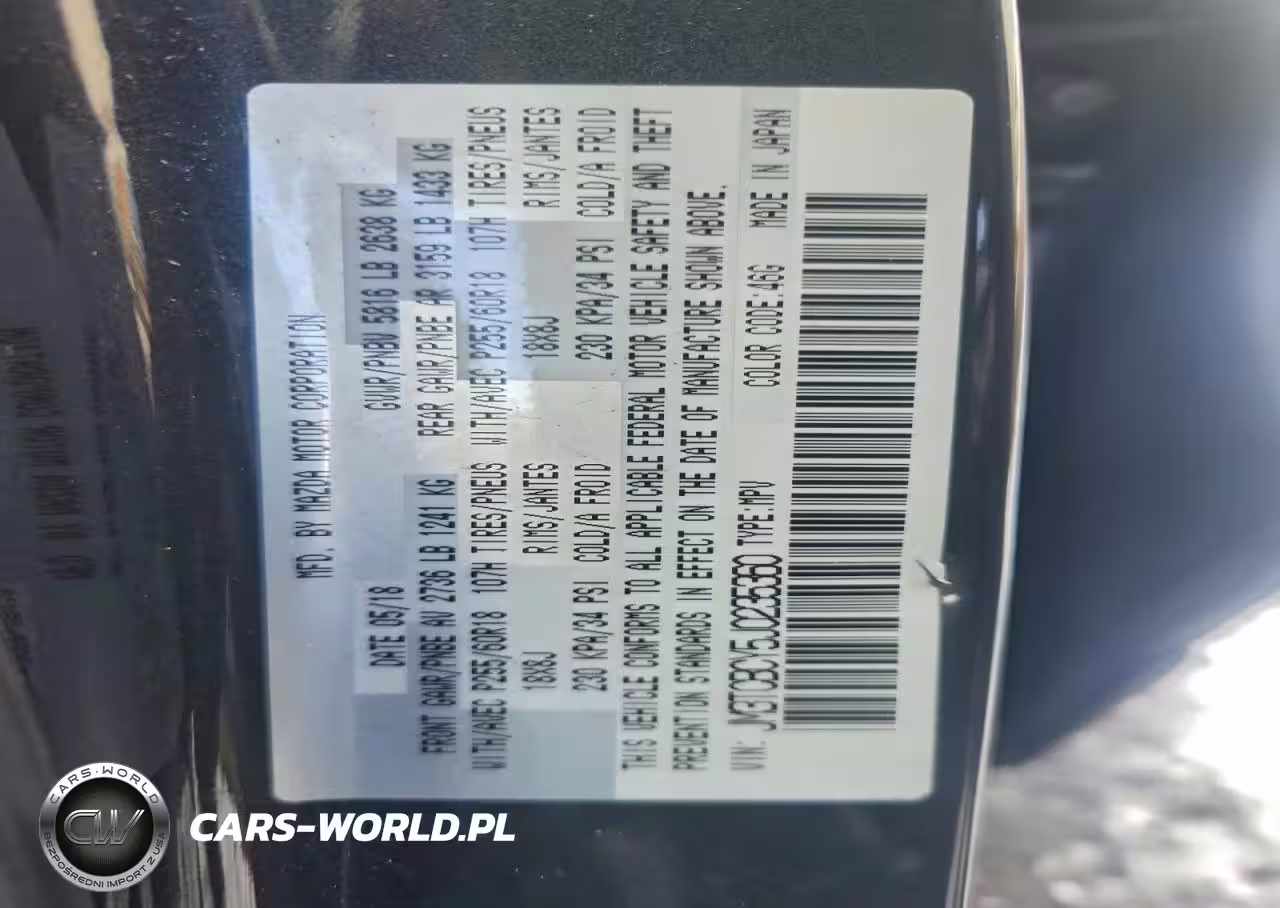 MFD. BY MAZDA MOTOR CORPORATION
DATE 05/18 GVWR/PNBV 5816 LB 2638 KG
FRONT GAWR/PNBE AV 2736 LB 1241 KG REAR GAWR/PNBE AR 3159 LB 1433 KG
WITH/AVEC P255/60R18 107H TIRES/PNEUS WITH/AVEC P255/60R18 107H TIRES/PNEUS
18X8J RIMS/JANTES 18X8J RIMS/JANTES
230 KPA/34 PSI COLD/A FROID 230 KPA/34 PSI COLD/A FROID
THIS VEHICLE CONFORMS TO ALL APPLICABLE FEDERAL MOTOR VEHICLE SAFETY AND THEFT
PREVENTION STANDARDS IN EFFECT ON THE DATE OF MANUFACTURE SHOWN ABOVE.
VIN: JM3TCBCY5J0235360 TYPE:MPV COLOR CODE:46G MADE IN JAPAN
CARS-WORLD
CW
BEZPOŚREDNI IMPORT Z USA
CARS-WORLD.PL